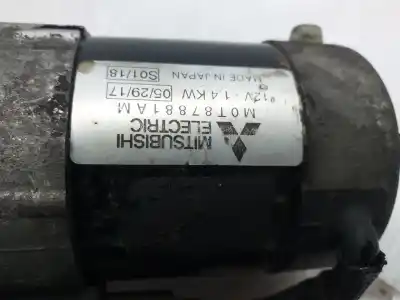 MITSUBISHI
ELECTRIC
M0T87881AM
12V-1.4KW
05/29/17
MADE IN JAPAN
S01/18